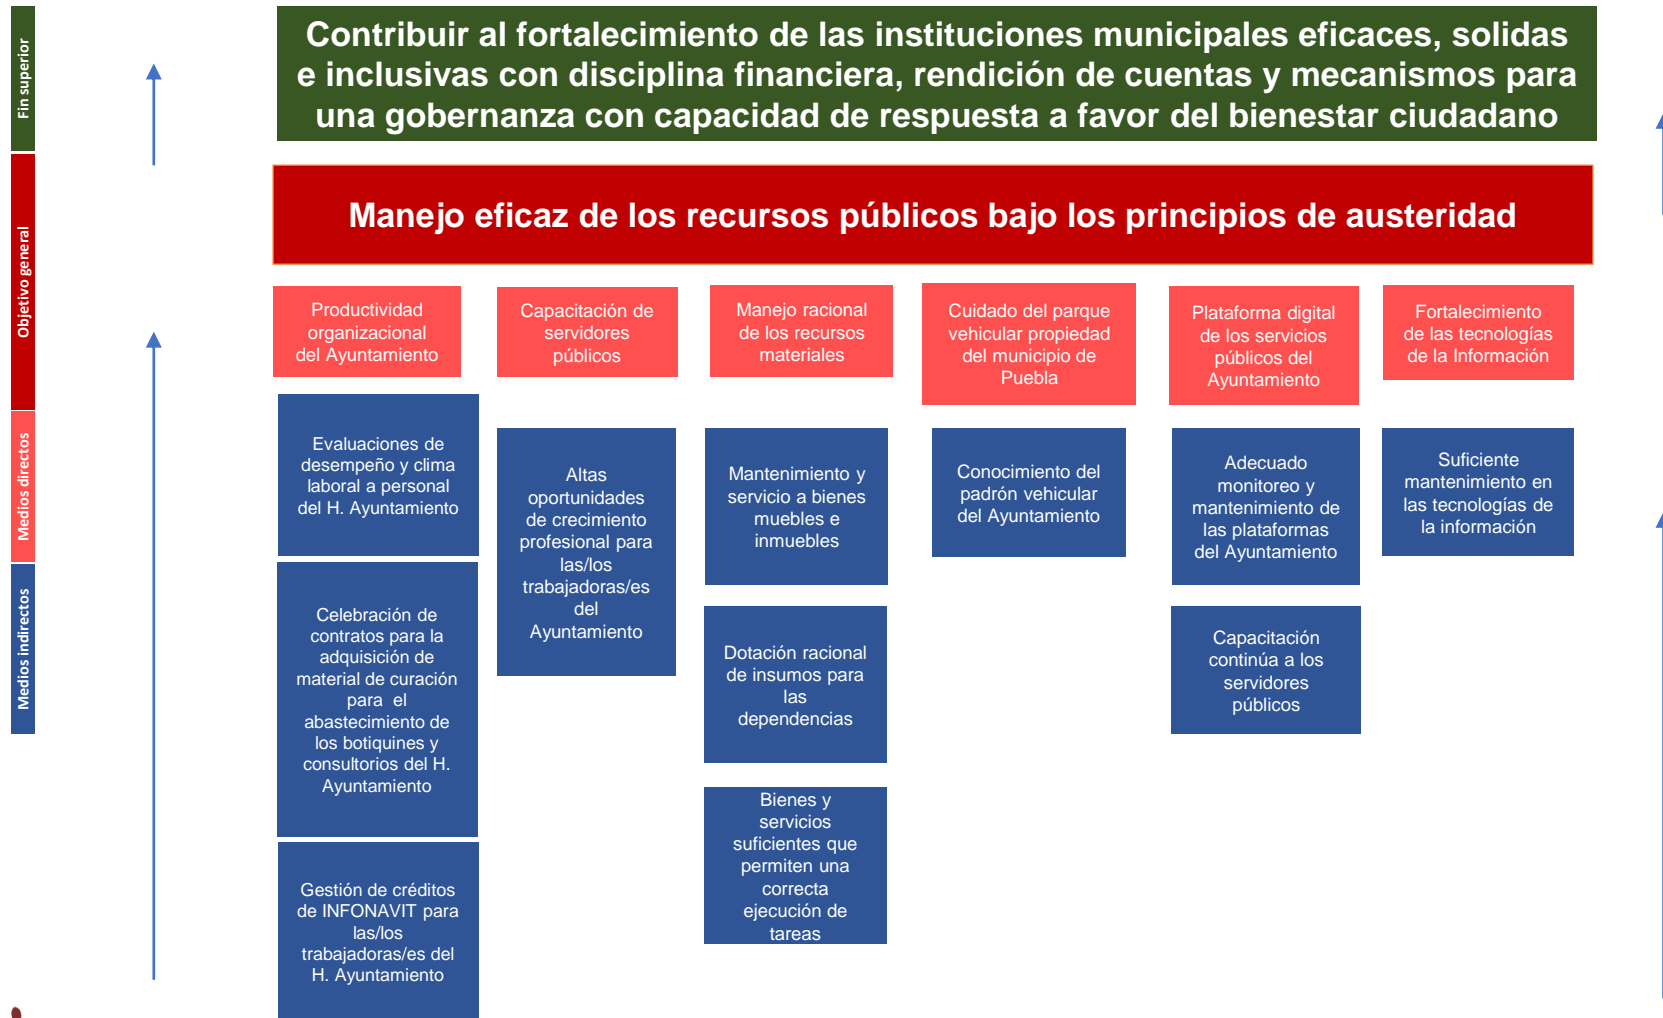 Fin superior
Contribuir al fortalecimiento de las instituciones municipales eficaces, solidas
e inclusivas con disciplina financiera, rendición de cuentas y mecanismos para
una gobernanza con capacidad de respuesta a favor del bienestar ciudadano
Objetivo general
Manejo eficaz de los recursos públicos bajo los principios de austeridad
Medios directos
Productividad
organizacional
del Ayuntamiento
Capacitación de
servidores
públicos
Manejo racional
de los recursos
materiales
Cuidado del parque
vehicular propiedad
del municipio de
Puebla
Plataforma digital
de los servicios
públicos del
Ayuntamiento
Fortalecimiento
de las tecnologías
de la Información
Medios indirectos
Evaluaciones de
desempeño y clima
laboral a personal
del H. Ayuntamiento
Celebración de
contratos para la
adquisición de
material de curación
para el
abastecimiento de
los botiquines y
consultorios del H.
Ayuntamiento
Gestión de créditos
de INFONAVIT para
las/los
trabajadoras/es del
H. Ayuntamiento
Altas
oportunidades
de crecimiento
profesional para
las/los
trabajadoras/es
del
Ayuntamiento
Mantenimiento y
servicio a bienes
muebles e
inmuebles
Dotación racional
de insumos para
las
dependencias
Bienes y
servicios
suficientes que
permiten una
correcta
ejecución de
tareas
Conocimiento del
padrón vehicular
del Ayuntamiento
Adecuado
monitoreo y
mantenimiento de
las plataformas
del Ayuntamiento
Capacitación
continúa a los
servidores
públicos
Suficiente
mantenimiento en
las tecnologías de
la información